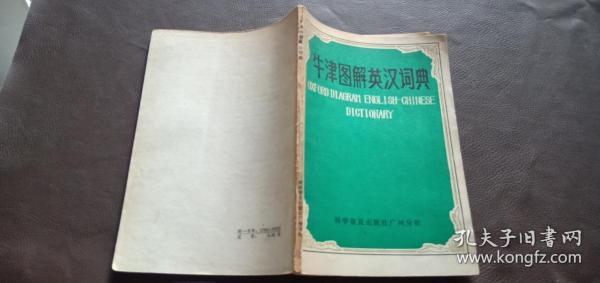 牛津图解英汉词典
OXFORD DIAGRAM ENGLISH-CHINESE
DICTIONARY
科学普及出版社广州分社
孔夫子旧书网
www.kongfz.com